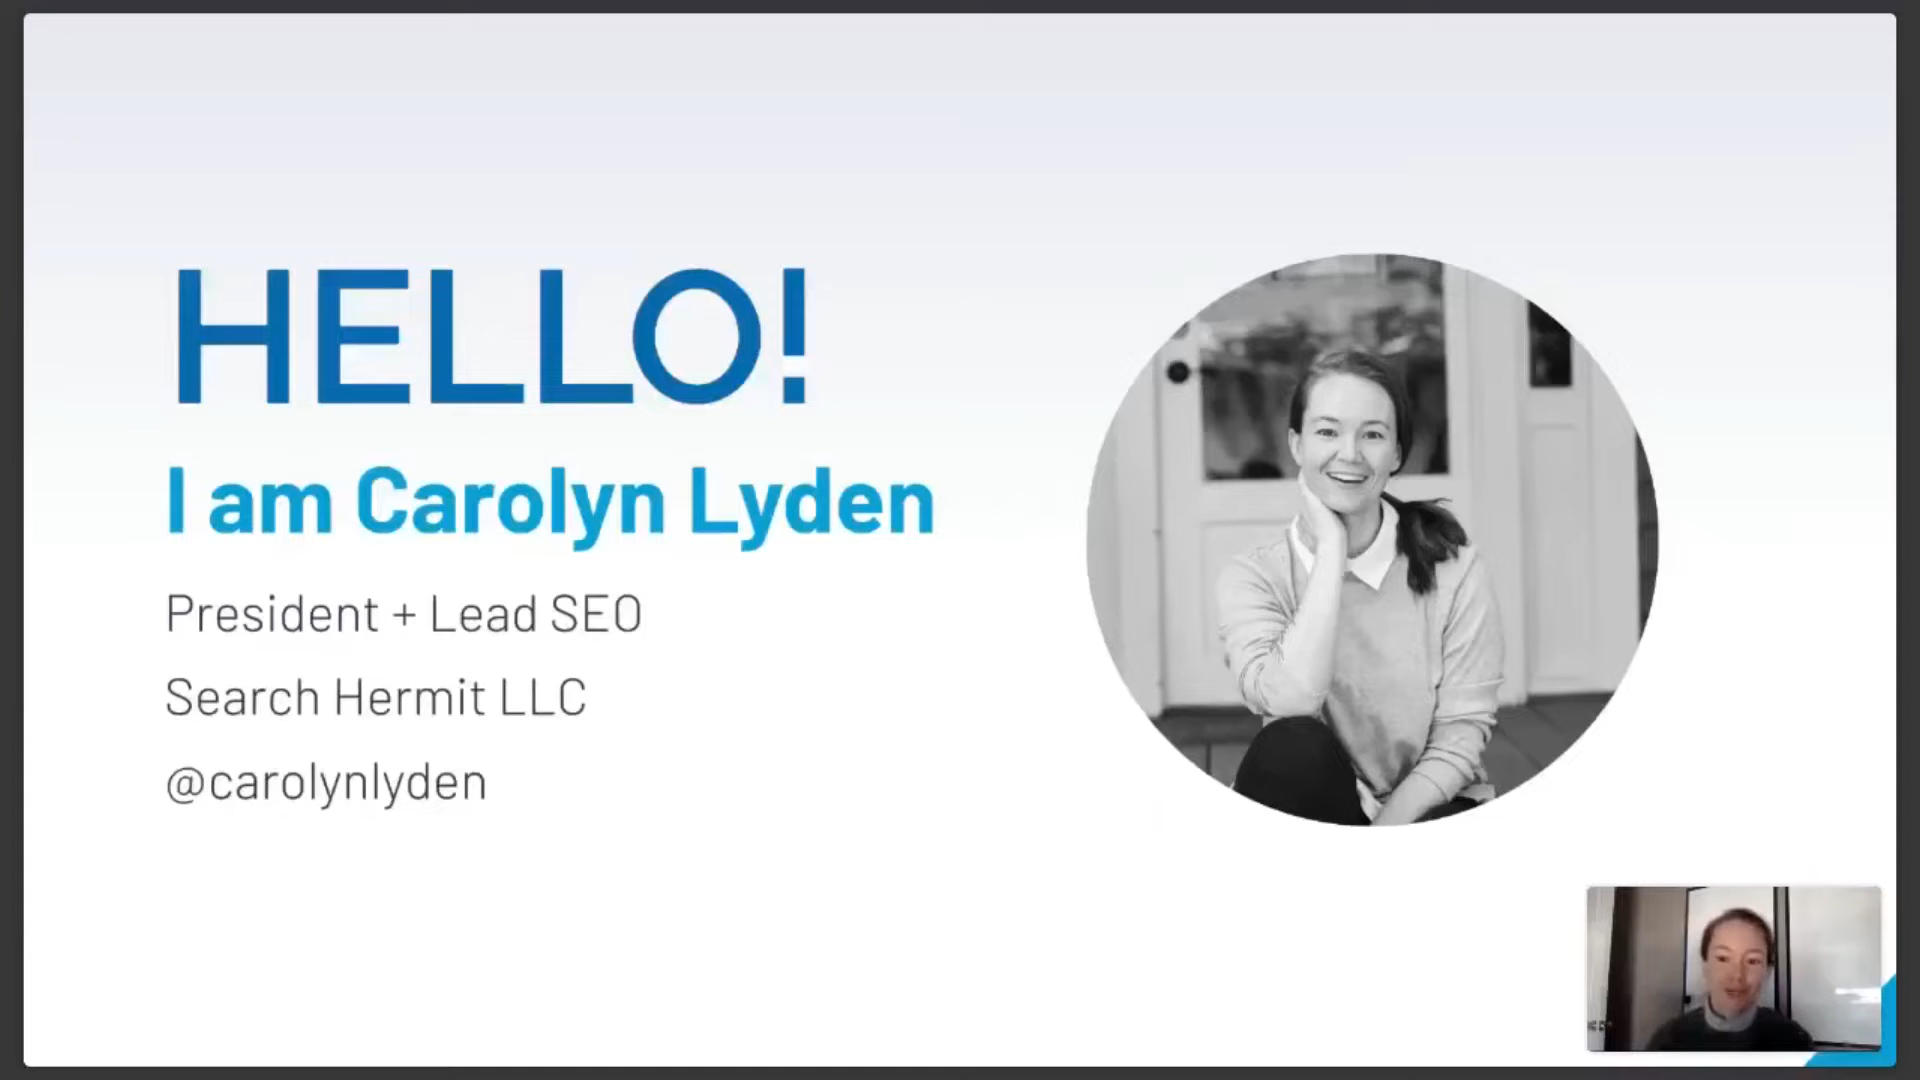 HELLO!
I am Carolyn Lyden
President + Lead SEO
Search Hermit LLC
@carolynlyden